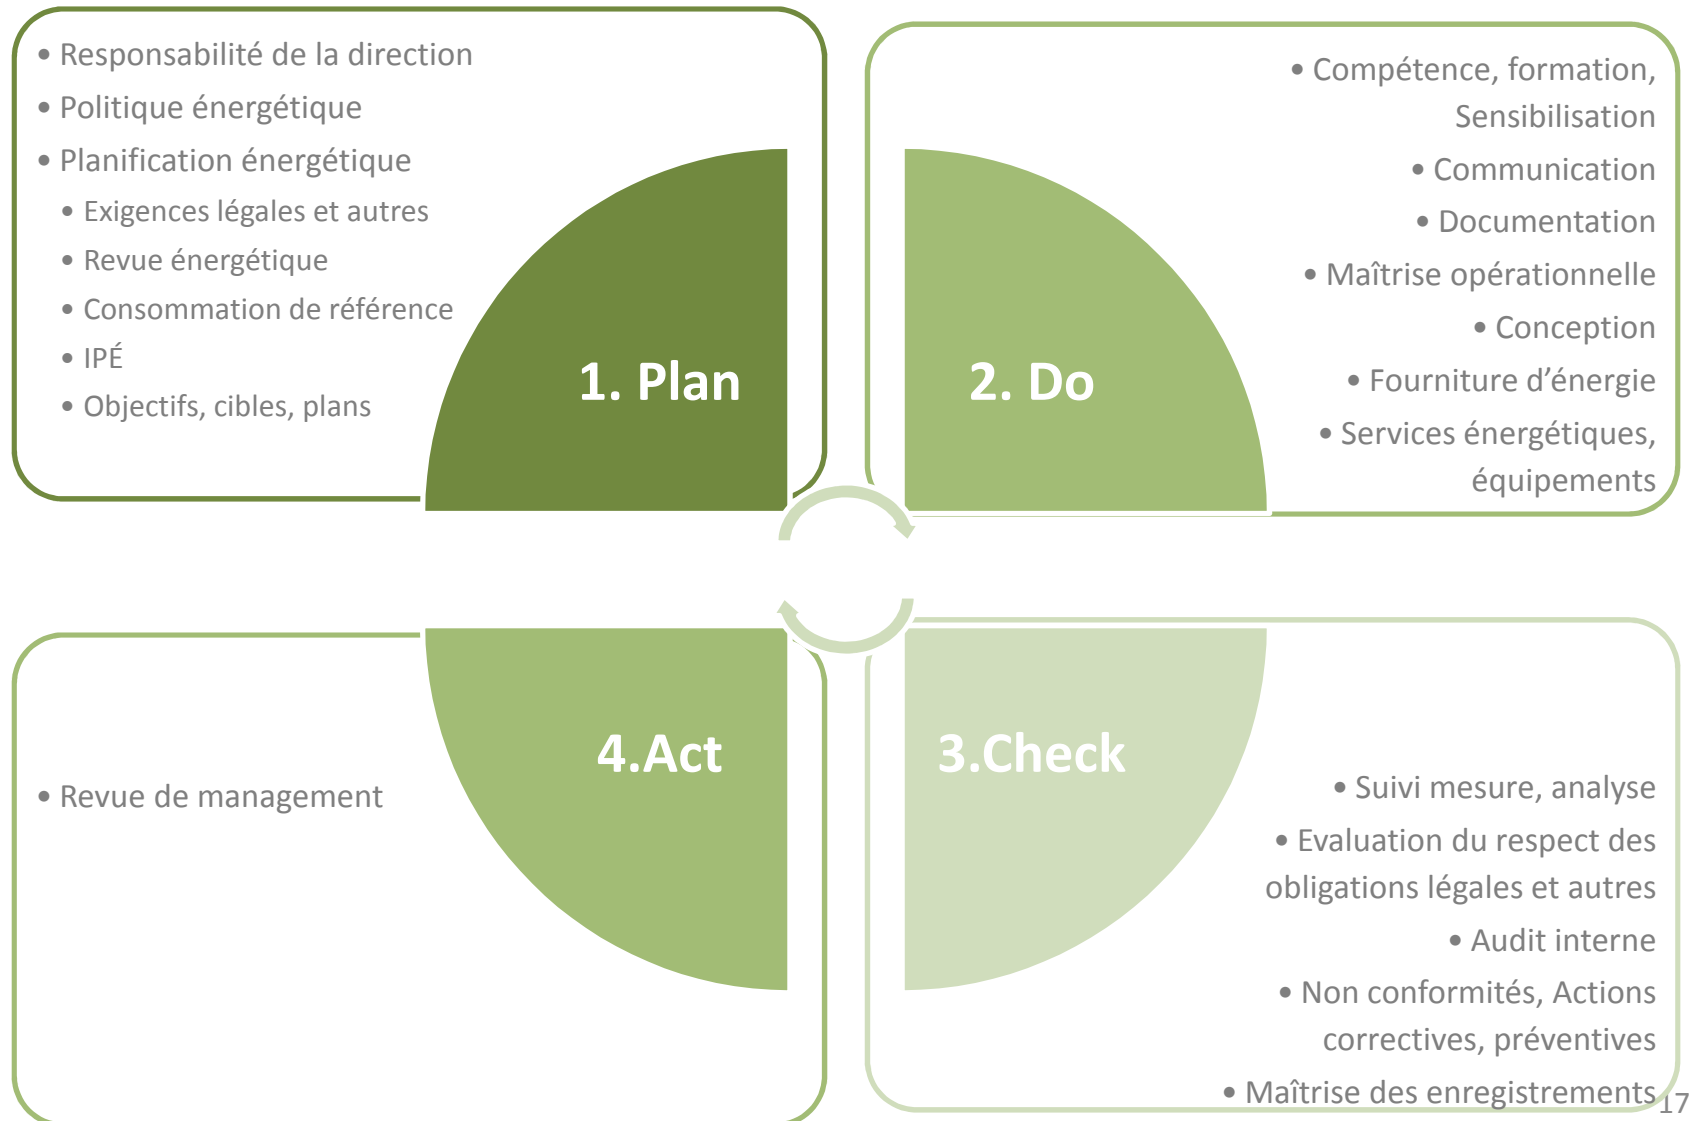 • Responsabilité de la direction
• Politique énergétique
• Planification énergétique
• Exigences légales et autres
• Revue énergétique
• Consommation de référence
• IPÉ
• Objectifs, cibles, plans
1. Plan
• Compétence, formation,
Sensibilisation
• Communication
• Documentation
• Maîtrise opérationnelle
• Conception
• Fourniture d’énergie
• Services énergétiques,
équipements
2. Do
4.Act
• Revue de management
3.Check
• Suivi mesure, analyse
• Evaluation du respect des
obligations légales et autres
• Audit interne
• Non conformités, Actions
correctives, préventives
• Maîtrise des enregistrements
17